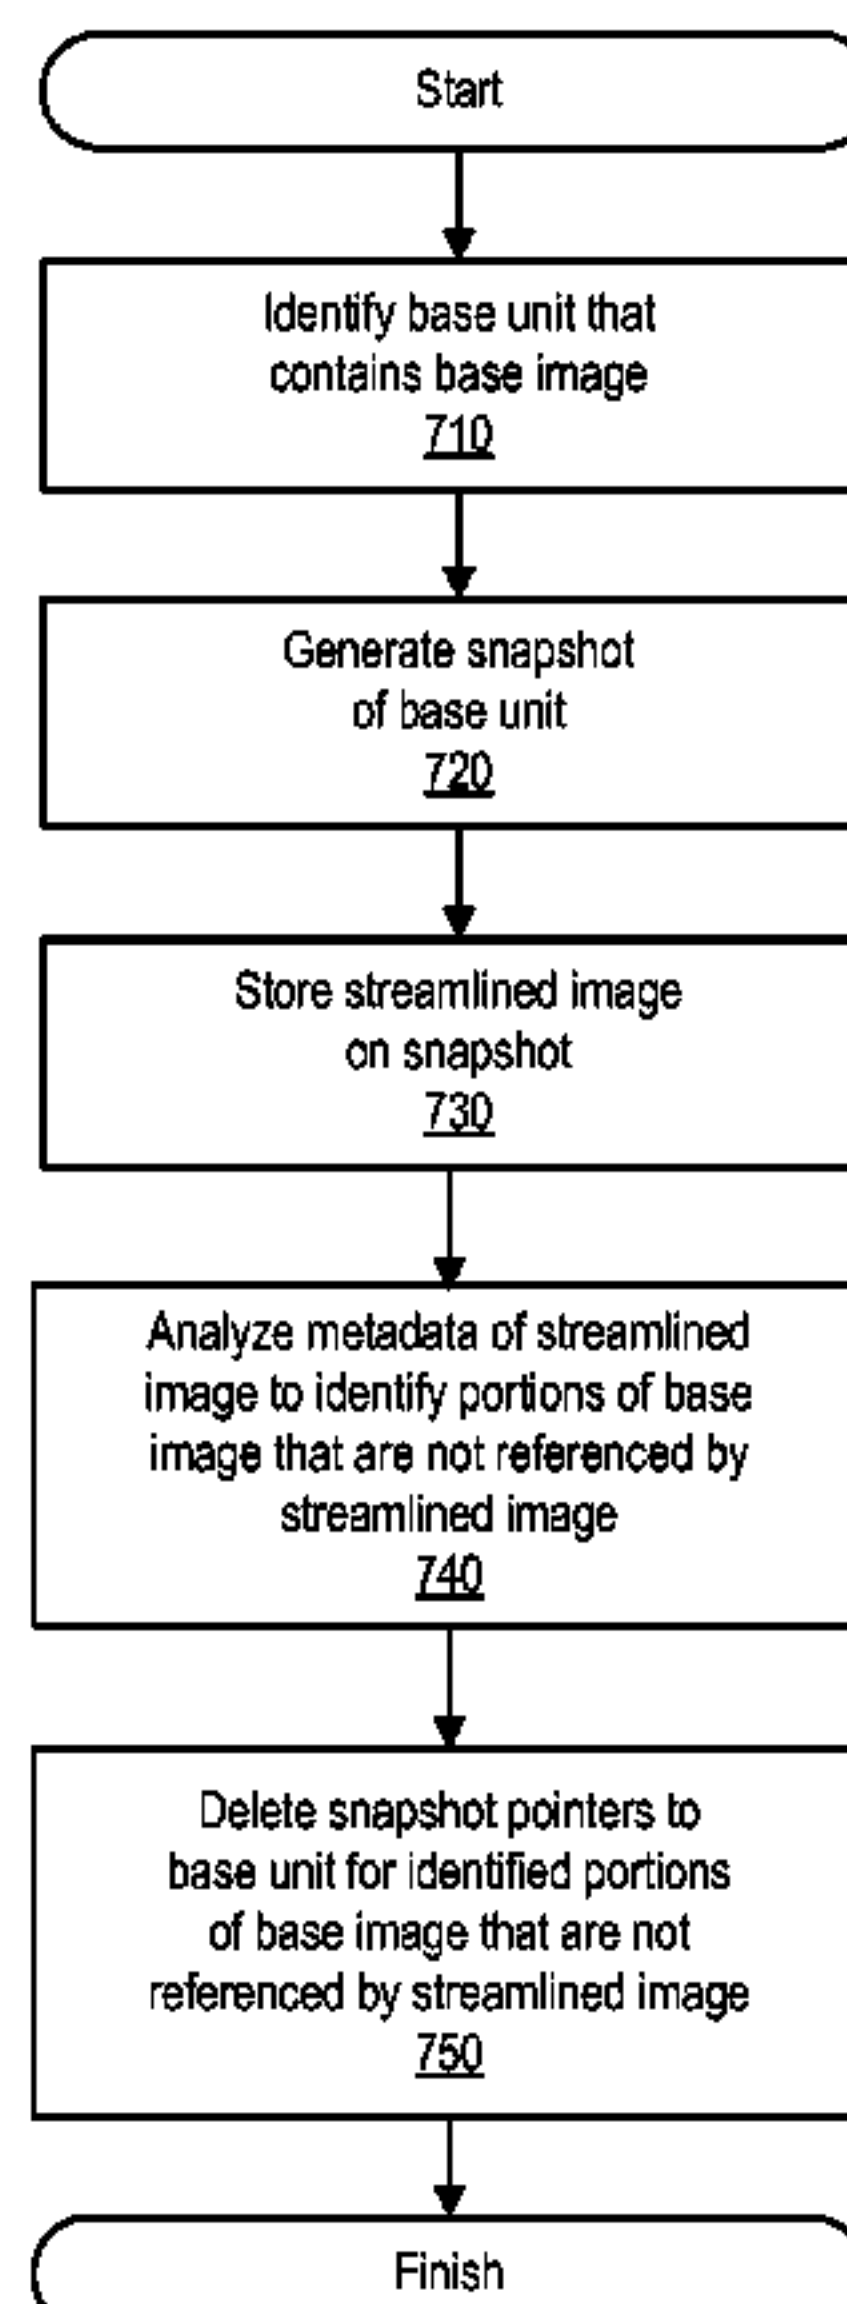 Start
Identify base unit that
contains base image
710
Generate snapshot
of base unit
720
Store streamlined image
on snapshot
730
Analyze metadata of streamlined
image to identify portions of base
image that are not referenced by
streamlined image
740
Delete snapshot pointers to
base unit for identified portions
of base image that are not
referenced by streamlined image
750
Finish